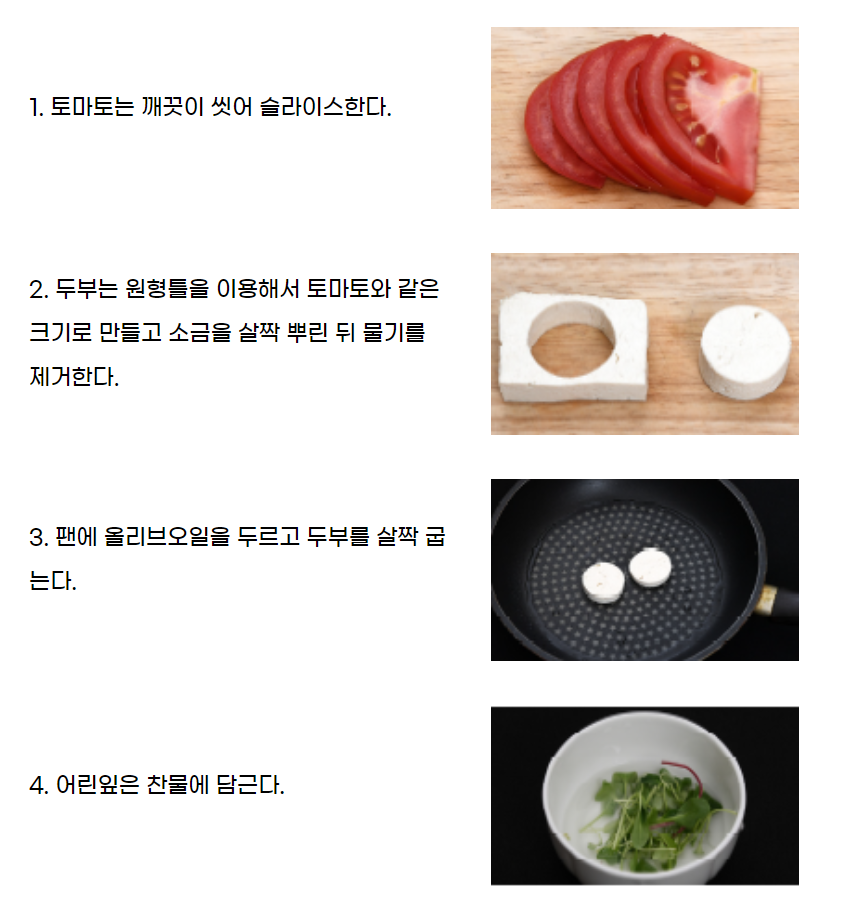 1. 토마토는 깨끗이 씻어 슬라이스한다.
2. 두부는 원형틀을 이용해서 토마토와 같은
크기로 만들고 소금을 살짝 뿌린 뒤 물기를
제거한다.
3. 팬에 올리브오일을 두르고 두부를 살짝 굽
는다.
4. 어린잎은 찬물에 담근다.